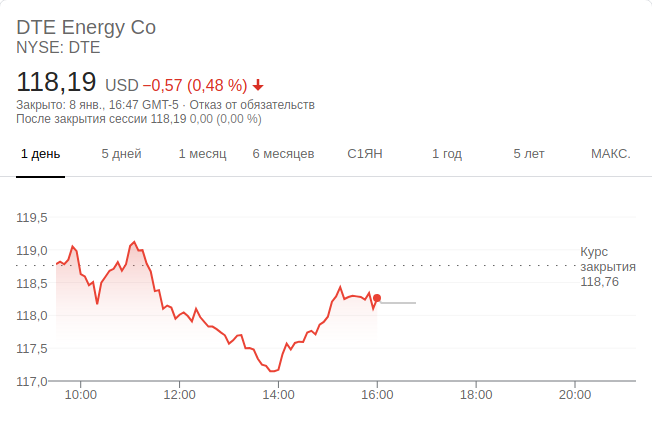 DTE Energy Co
NYSE: DTE
118,19 USD −0,57 (0,48 %)
Закрыто: 8 янв., 16:47 GMT-5 · Отказ от обязательств
После закрытия сессии 118,19 0,00 (0,00 %)
1 день 5 дней 1 месяц 6 месяцев С1ЯН 1 год 5 лет МАКС.
119,5
119,0
Курс
закрытия
118,76
118,5
118,0
117,5
117,0
10:00 12:00 14:00 16:00 18:00 20:00